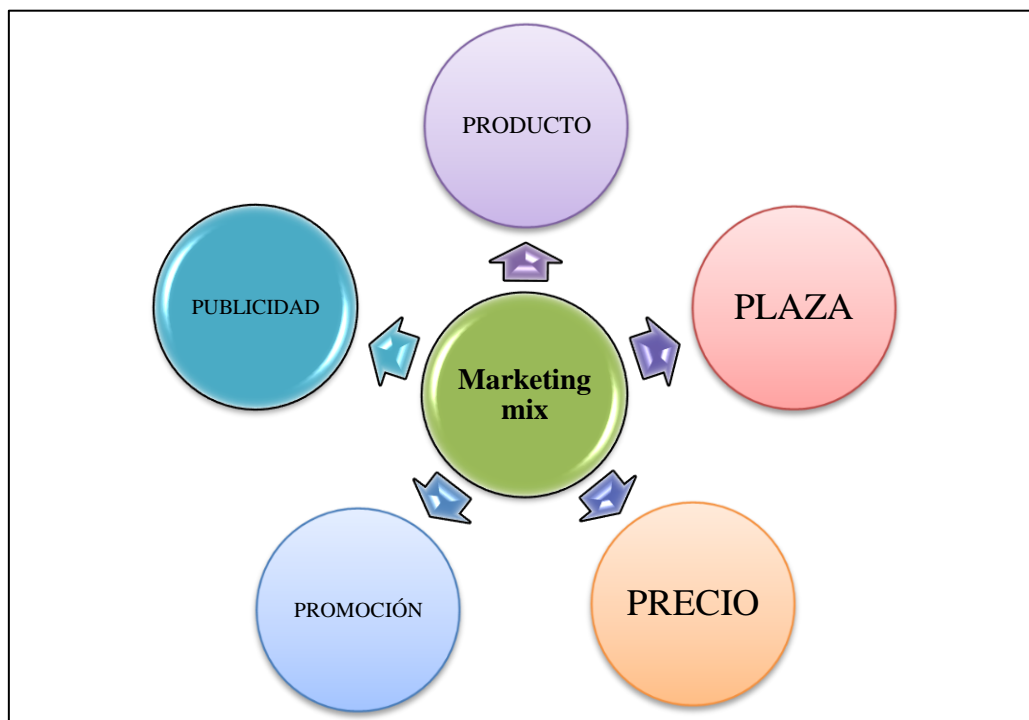 PRODUCTO
PUBLICIDAD
PLAZA
Marketing
mix
PROMOCIÓN
PRECIO